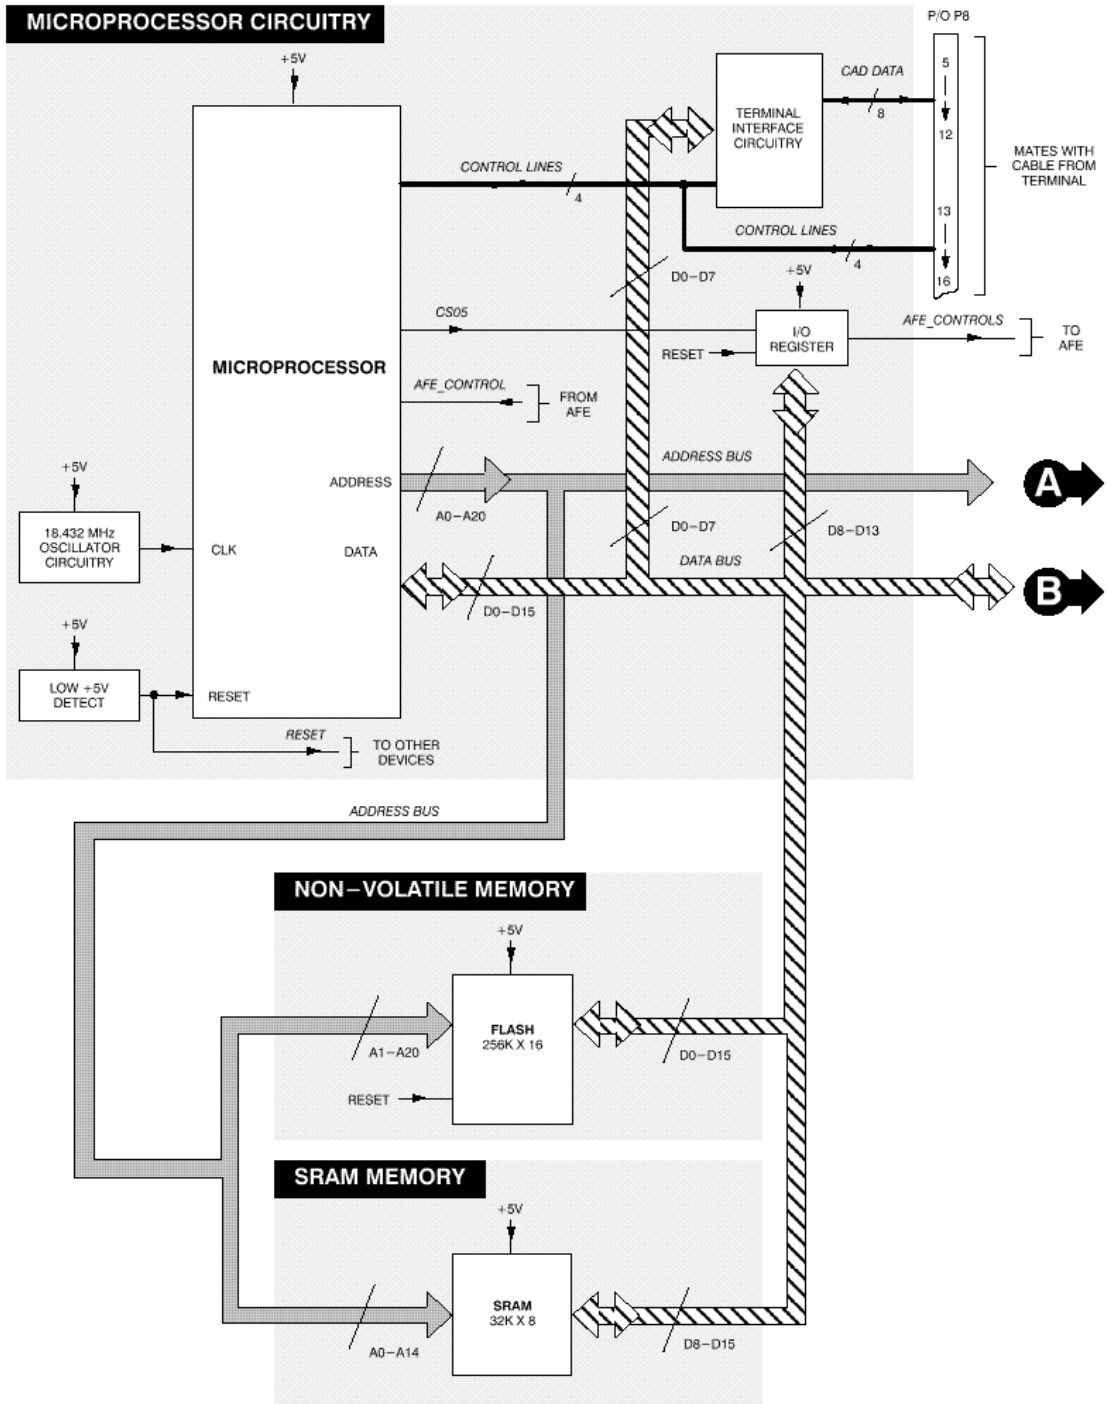 MICROPROCESSOR CIRCUITRY
P/O P8
+5V
5
CAD DATA
8
12
TERMINAL
INTERFACE
CIRCUITRY
MATES WITH
CABLE FROM
TERMINAL
CONTROL LINES
4
13
CONTROL LINES
4
16
D0–D7
+5V
CS05
I/O
REGISTER
RESET
AFE_CONTROLS
TO
AFE
MICROPROCESSOR
AFE_CONTROL
FROM
AFE
ADDRESS BUS
+5V
ADDRESS
A
A0–A20
D0–D7
D8–D13
18.432 MHz
OSCILLATOR
CIRCUITRY
CLK
DATA
DATA BUS
B
D0–D15
+5V
LOW +5V
DETECT
RESET
RESET
TO OTHER
DEVICES
ADDRESS BUS
NON–VOLATILE MEMORY
+5V
FLASH
256K X 16
A1–A20
D0–D15
RESET
SRAM MEMORY
+5V
SRAM
32K X 8
A0–A14
D8–D15